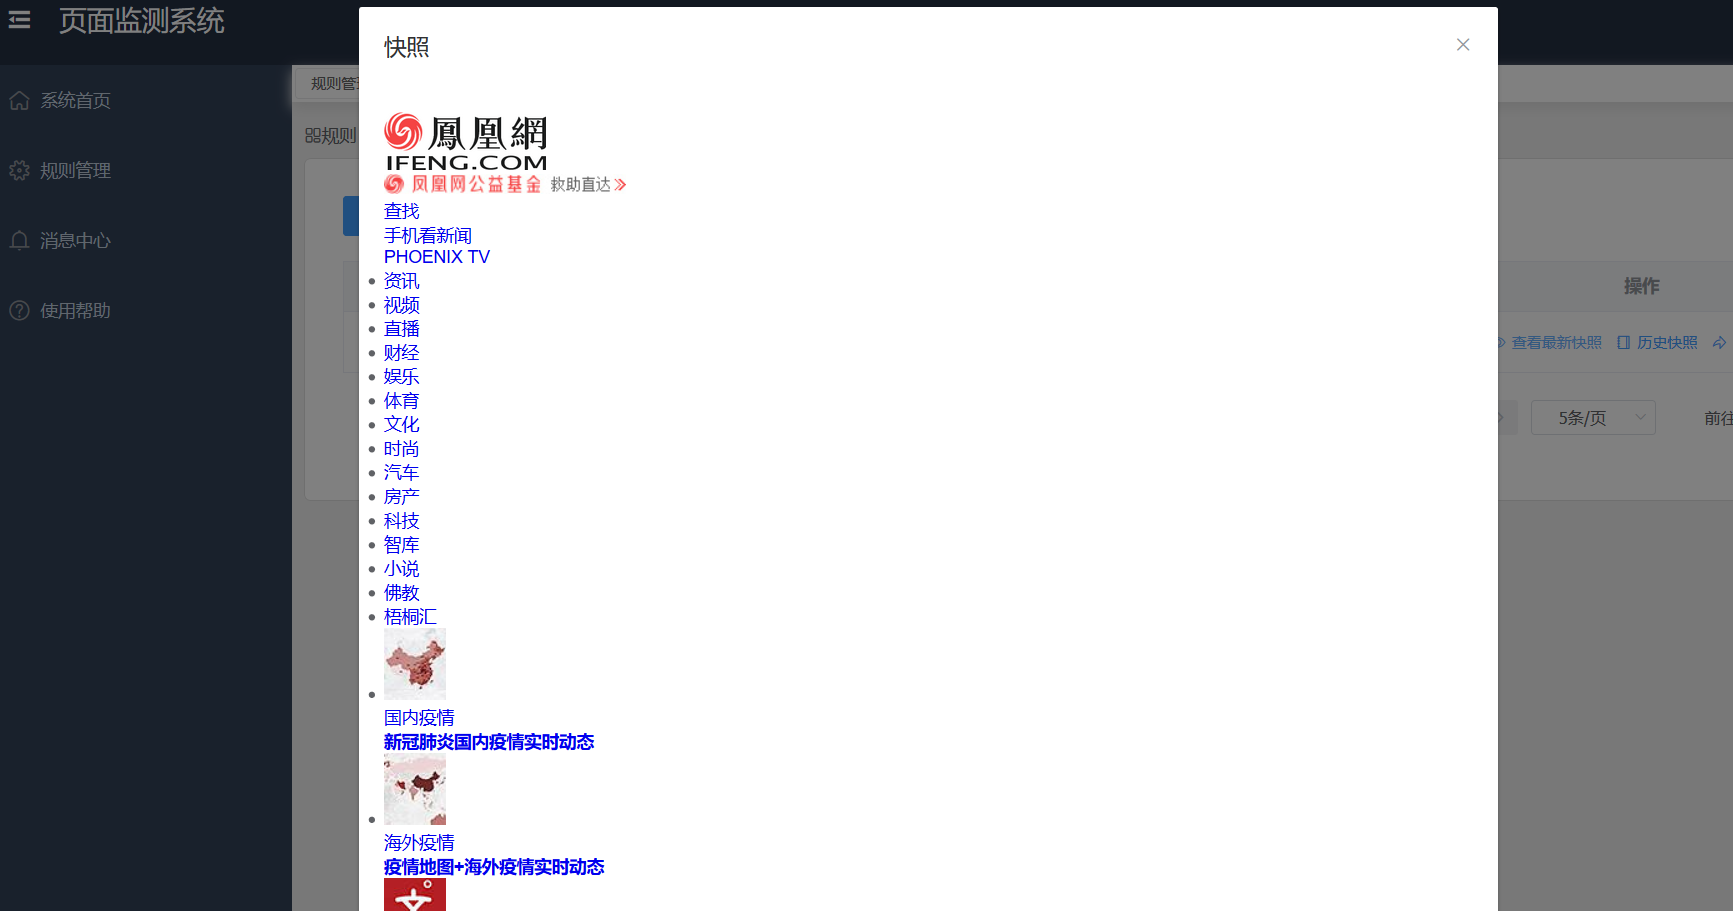 页面监测系统
系统首页
规则管理
消息中心
使用帮助
规则管
规则
快照
鳳凰網
IFENG.COM
凤凰网公益基金 救助直达
查找
手机看新闻
PHOENIX TV
资讯
视频
直播
财经
娱乐
体育
文化
时尚
汽车
房产
科技
智库
小说
佛教
梧桐汇
国内疫情
新冠肺炎国内疫情实时动态
海外疫情
疫情地图+海外疫情实时动态
操作
查看最新快照 历史快照
5条/页
前往